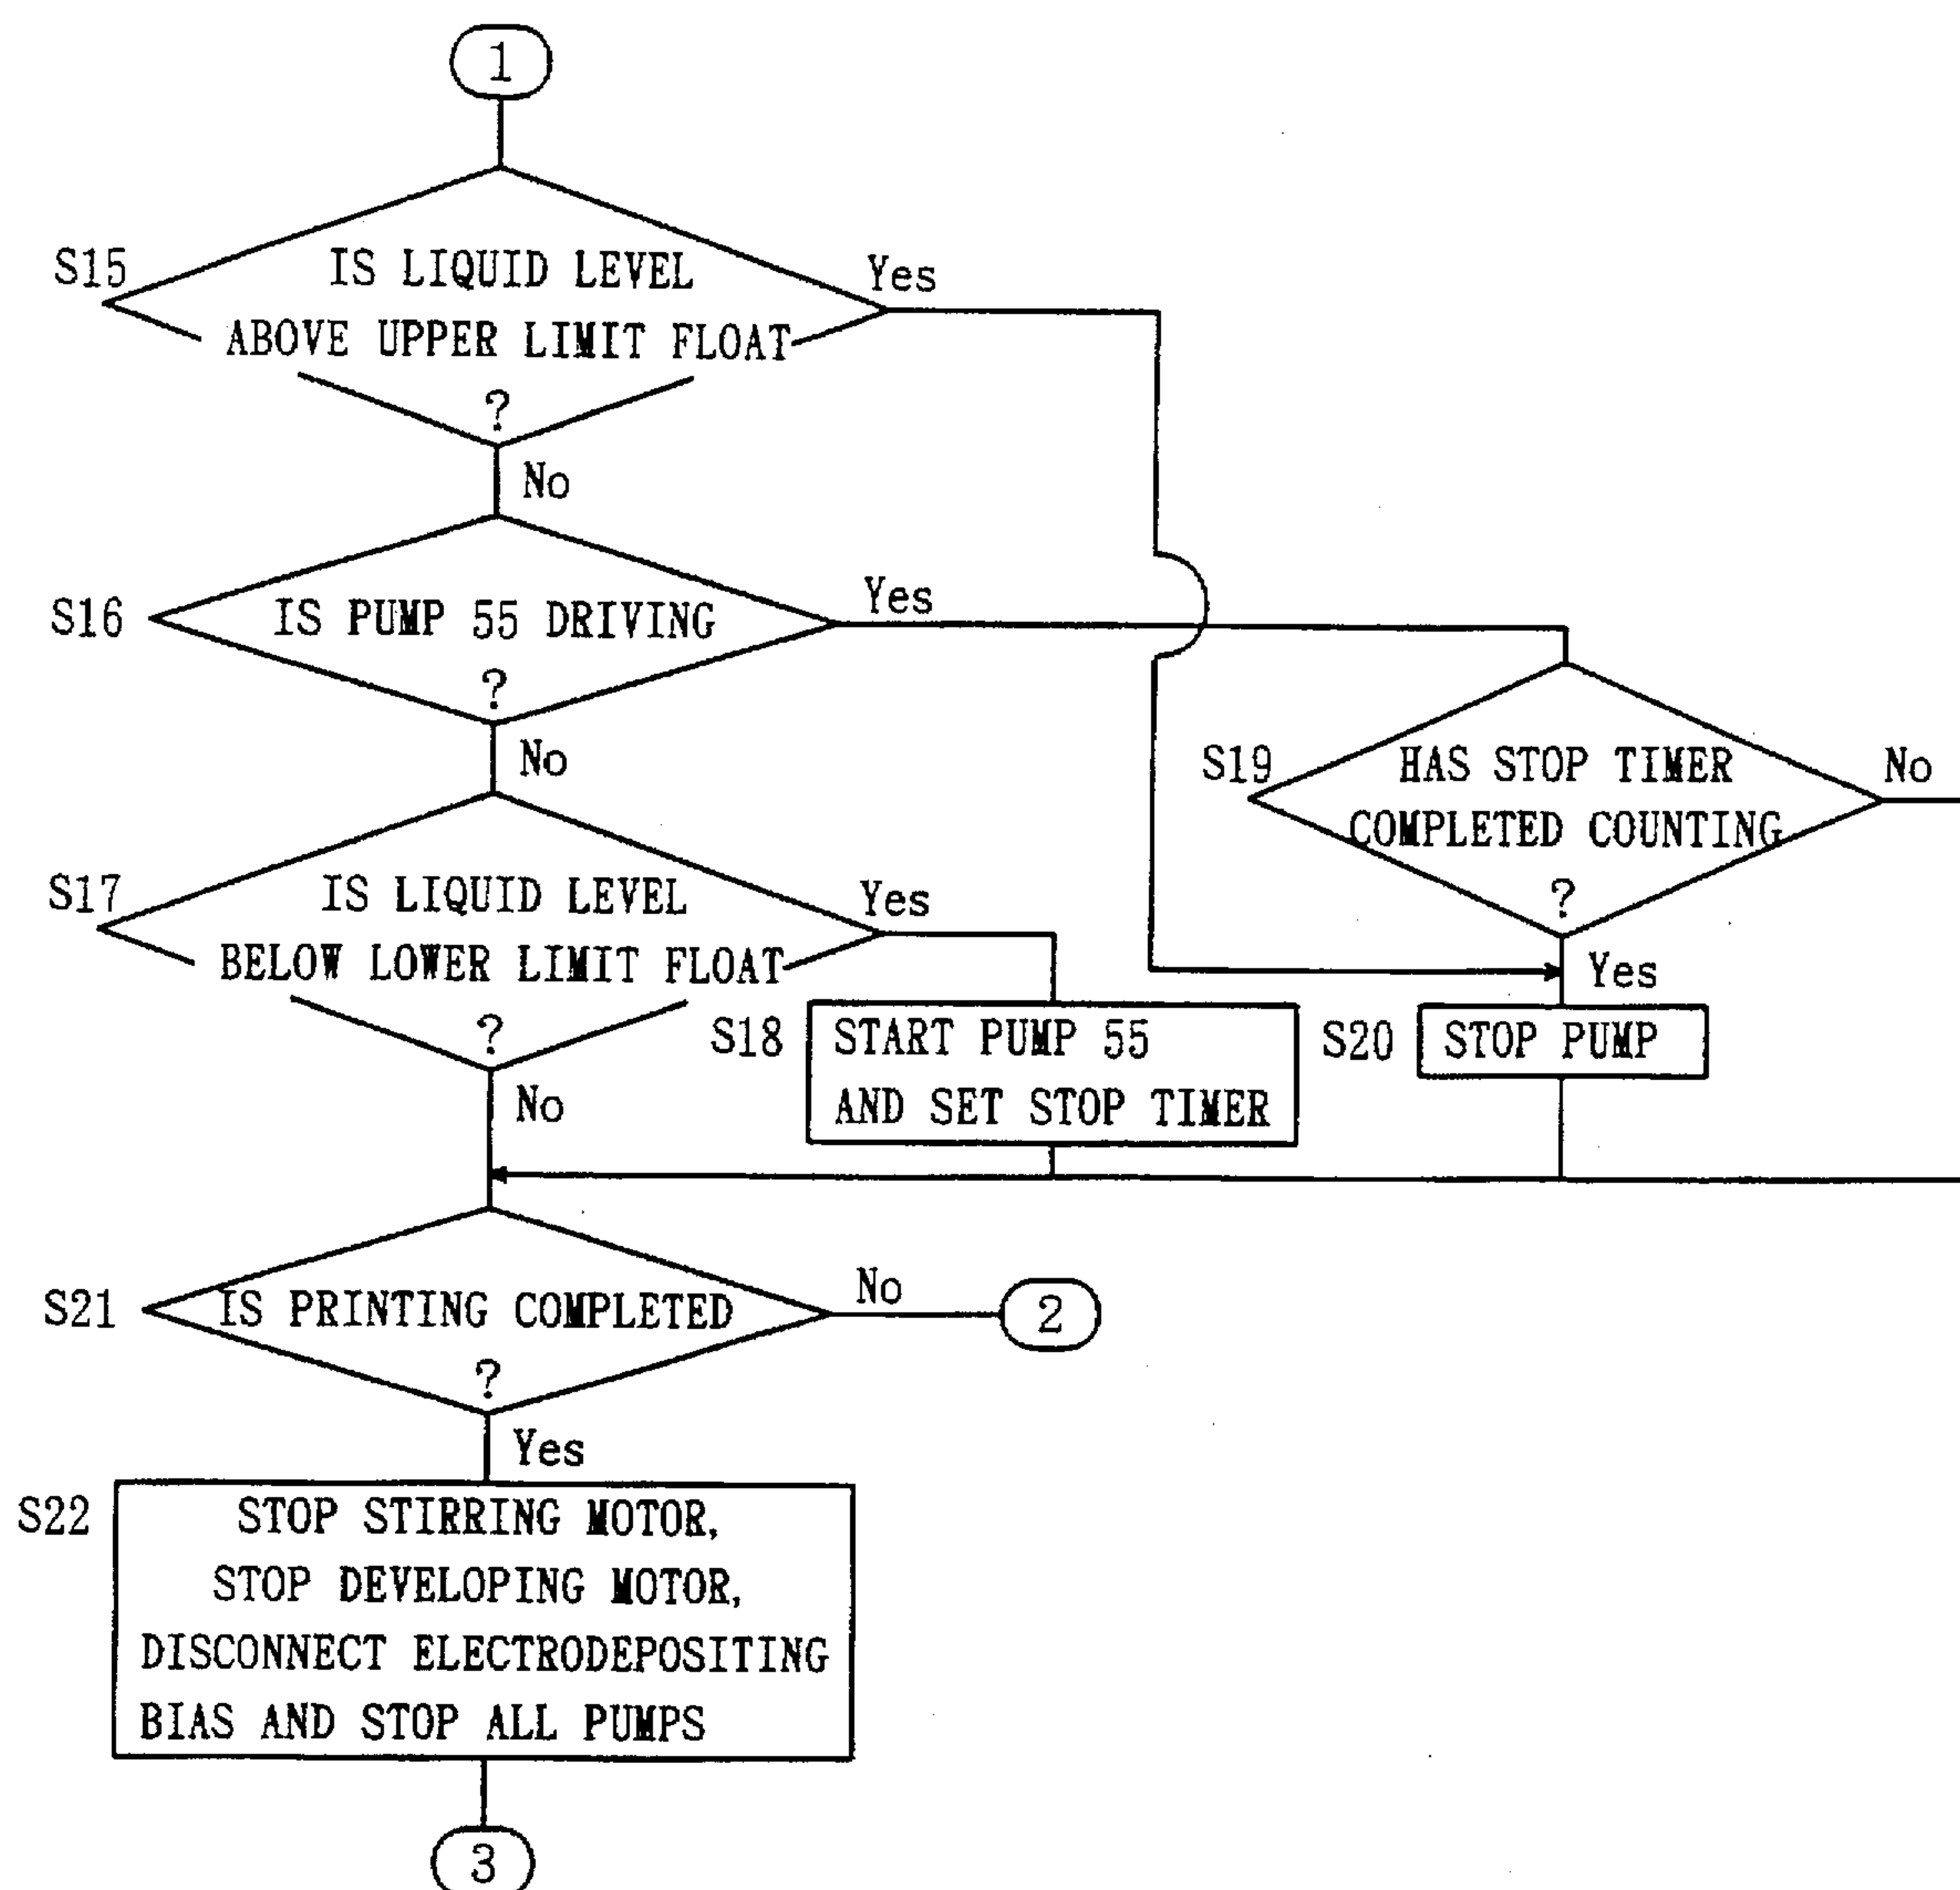 1
S15
IS LIQUID LEVEL
ABOVE UPPER LIMIT FLOAT
?
Yes
No
S16
IS PUMP 55 DRIVING
?
Yes
No
S19
HAS STOP TIMER
COMPLETED COUNTING
?
No
Yes
S17
IS LIQUID LEVEL
BELOW LOWER LIMIT FLOAT
?
Yes
No
S18
START PUMP 55
AND SET STOP TIMER
S20
STOP PUMP
S21
IS PRINTING COMPLETED
?
No
2
Yes
S22
STOP STIRRING MOTOR,
STOP DEVELOPING MOTOR,
DISCONNECT ELECTRODEPOSITING
BIAS AND STOP ALL PUMPS
3